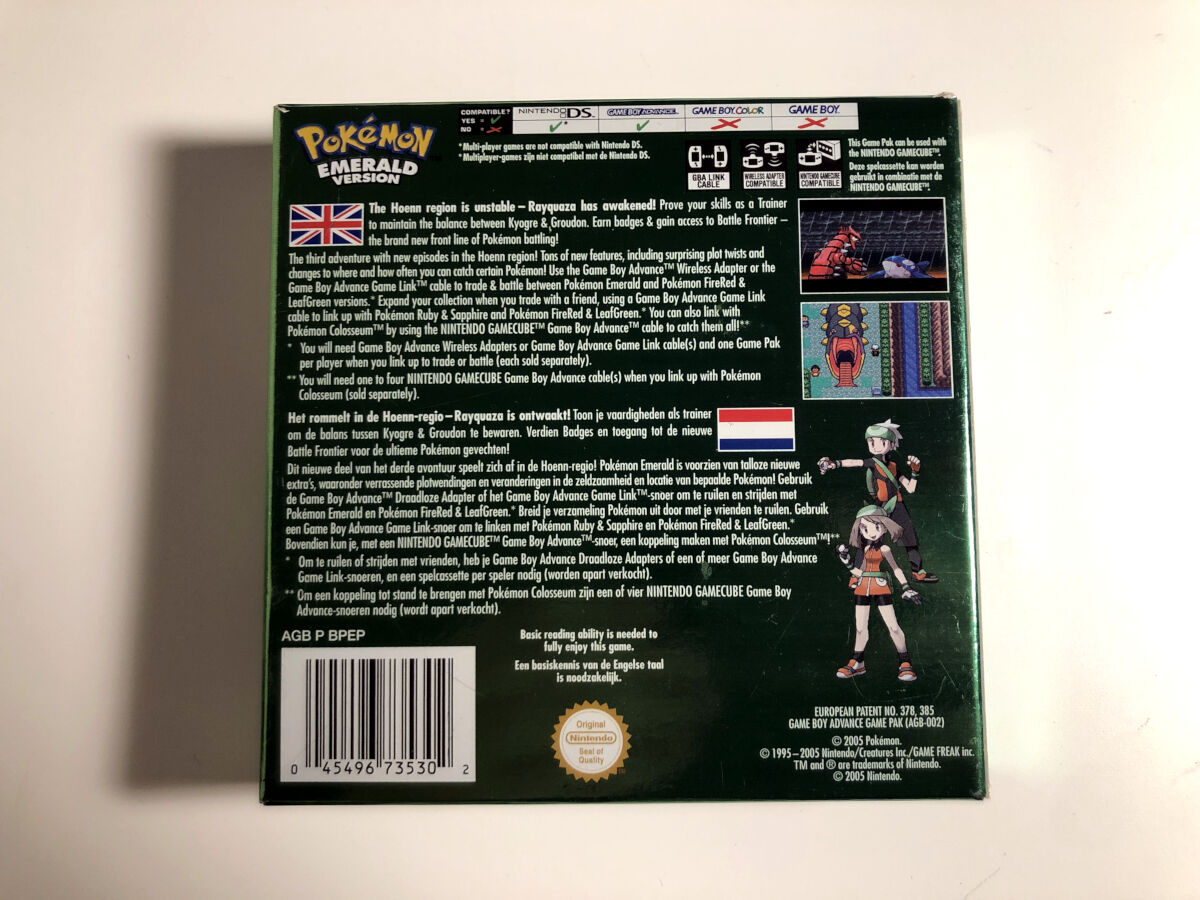 COMPATIBLE?
YES = ✓
NO = ✗
NINTENDO DS
GAME BOY ADVANCE
GAME BOY COLOR
GAME BOY
✓*
✓
✗
✗
POKéMON
EMERALD
VERSION
*Multi-player games are not compatible with Nintendo DS.
*Multiplayer-games zijn niet compatibel met de Nintendo DS.
GBA LINK
CABLE
WIRELESS ADAPTER
COMPATIBLE
NINTENDO GAMECUBE
COMPATIBLE
This Game Pak can be used with
the NINTENDO GAMECUBE™.
Deze spelcassette kan worden
gebruikt in combinatie met de
NINTENDO GAMECUBE™.
The Hoenn region is unstable – Rayquaza has awakened! Prove your skills as a Trainer
to maintain the balance between Kyogre & Groudon. Earn badges & gain access to Battle Frontier –
the brand new front line of Pokémon battling!
The third adventure with new episodes in the Hoenn region! Tons of new features, including surprising plot twists and
changes to where and how often you can catch certain Pokémon! Use the Game Boy Advance™ Wireless Adapter or the
Game Boy Advance Game Link™ cable to trade & battle between Pokémon Emerald and Pokémon FireRed &
LeafGreen versions.* Expand your collection when you trade with a friend, using a Game Boy Advance Game Link
cable to link up with Pokémon Ruby & Sapphire and Pokémon FireRed & LeafGreen.* You can also link with
Pokémon Colosseum™ by using the NINTENDO GAMECUBE™ Game Boy Advance™ cable to catch them all!**
* You will need Game Boy Advance Wireless Adapters or Game Boy Advance Game Link cable(s) and one Game Pak
per player when you link up to trade or battle (each sold separately).
** You will need one to four NINTENDO GAMECUBE Game Boy Advance cable(s) when you link up with Pokémon
Colosseum (sold separately).
Het rommelt in de Hoenn-regio – Rayquaza is ontwaakt! Toon je vaardigheden als trainer
om de balans tussen Kyogre & Groudon te bewaren. Verdien Badges en toegang tot de nieuwe
Battle Frontier voor de ultieme Pokémon gevechten!
Dit nieuwe deel van het derde avontuur speelt zich af in de Hoenn-regio! Pokémon Emerald is voorzien van talloze nieuwe
extra's, waaronder verrassende plotwendingen en veranderingen in de zeldzaamheid en locatie van bepaalde Pokémon! Gebruik
de Game Boy Advance™ Draadloze Adapter of het Game Boy Advance Game Link™-snoer om te ruilen en strijden met
Pokémon Emerald en Pokémon FireRed & LeafGreen.* Breid je verzameling Pokémon uit door met je vrienden te ruilen. Gebruik
een Game Boy Advance Game Link-snoer om te linken met Pokémon Ruby & Sapphire en Pokémon FireRed & LeafGreen.*
Bovendien kun je, met een NINTENDO GAMECUBE™ Game Boy Advance™-snoer, een koppeling maken met Pokémon Colosseum™!**
* Om te ruilen of strijden met vrienden, heb je Game Boy Advance Draadloze Adapters of een of meer Game Boy Advance
Game Link-snoeren, en een spelcassette per speler nodig (worden apart verkocht).
** Om een koppeling tot stand te brengen met Pokémon Colosseum zijn een of vier NINTENDO GAMECUBE Game Boy
Advance-snoeren nodig (wordt apart verkocht).
AGB P BPEP
Basic reading ability is needed to
fully enjoy this game.
Een basiskennis van de Engelse taal
is noodzakelijk.
0 45496 73530 2
Original
Nintendo
Seal of
Quality
EUROPEAN PATENT NO. 378, 385
GAME BOY ADVANCE GAME PAK (AGB-002)
© 2005 Pokémon.
© 1995–2005 Nintendo/Creatures Inc./GAME FREAK inc.
TM and ® are trademarks of Nintendo.
© 2005 Nintendo.